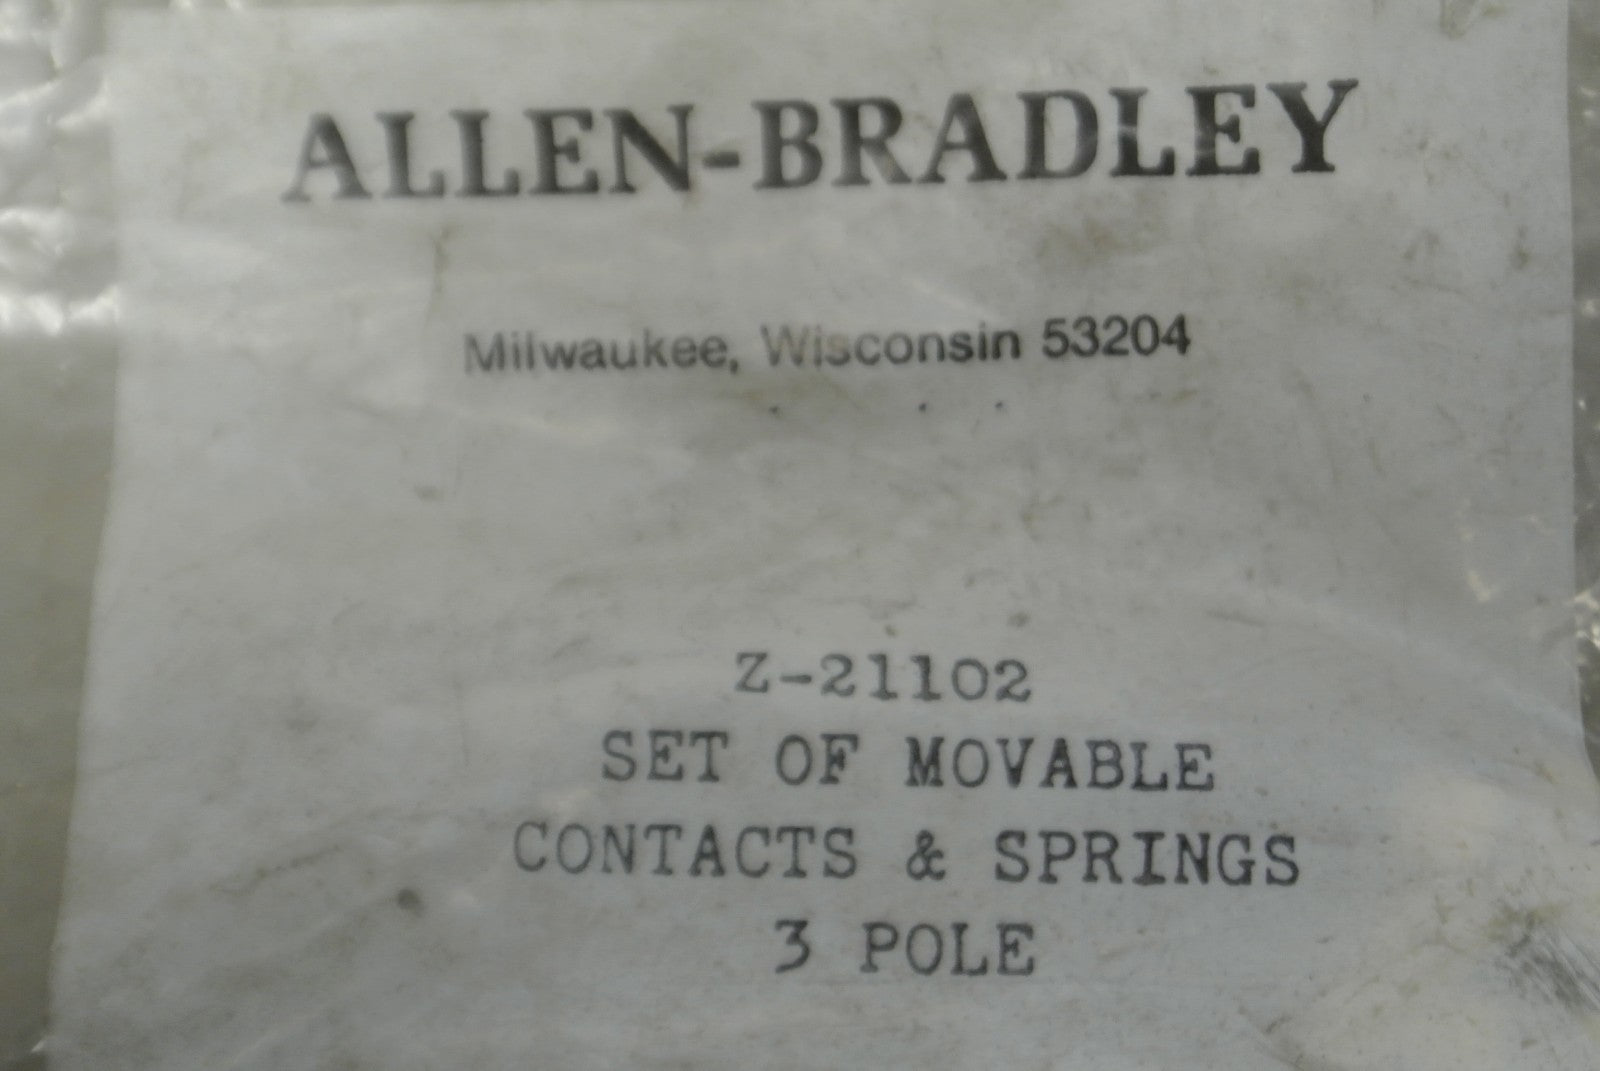 ALLEN-BRADLEY
Milwaukee, Wisconsin 53204
Z-21102
SET OF MOVABLE
CONTACTS & SPRINGS
3 POLE